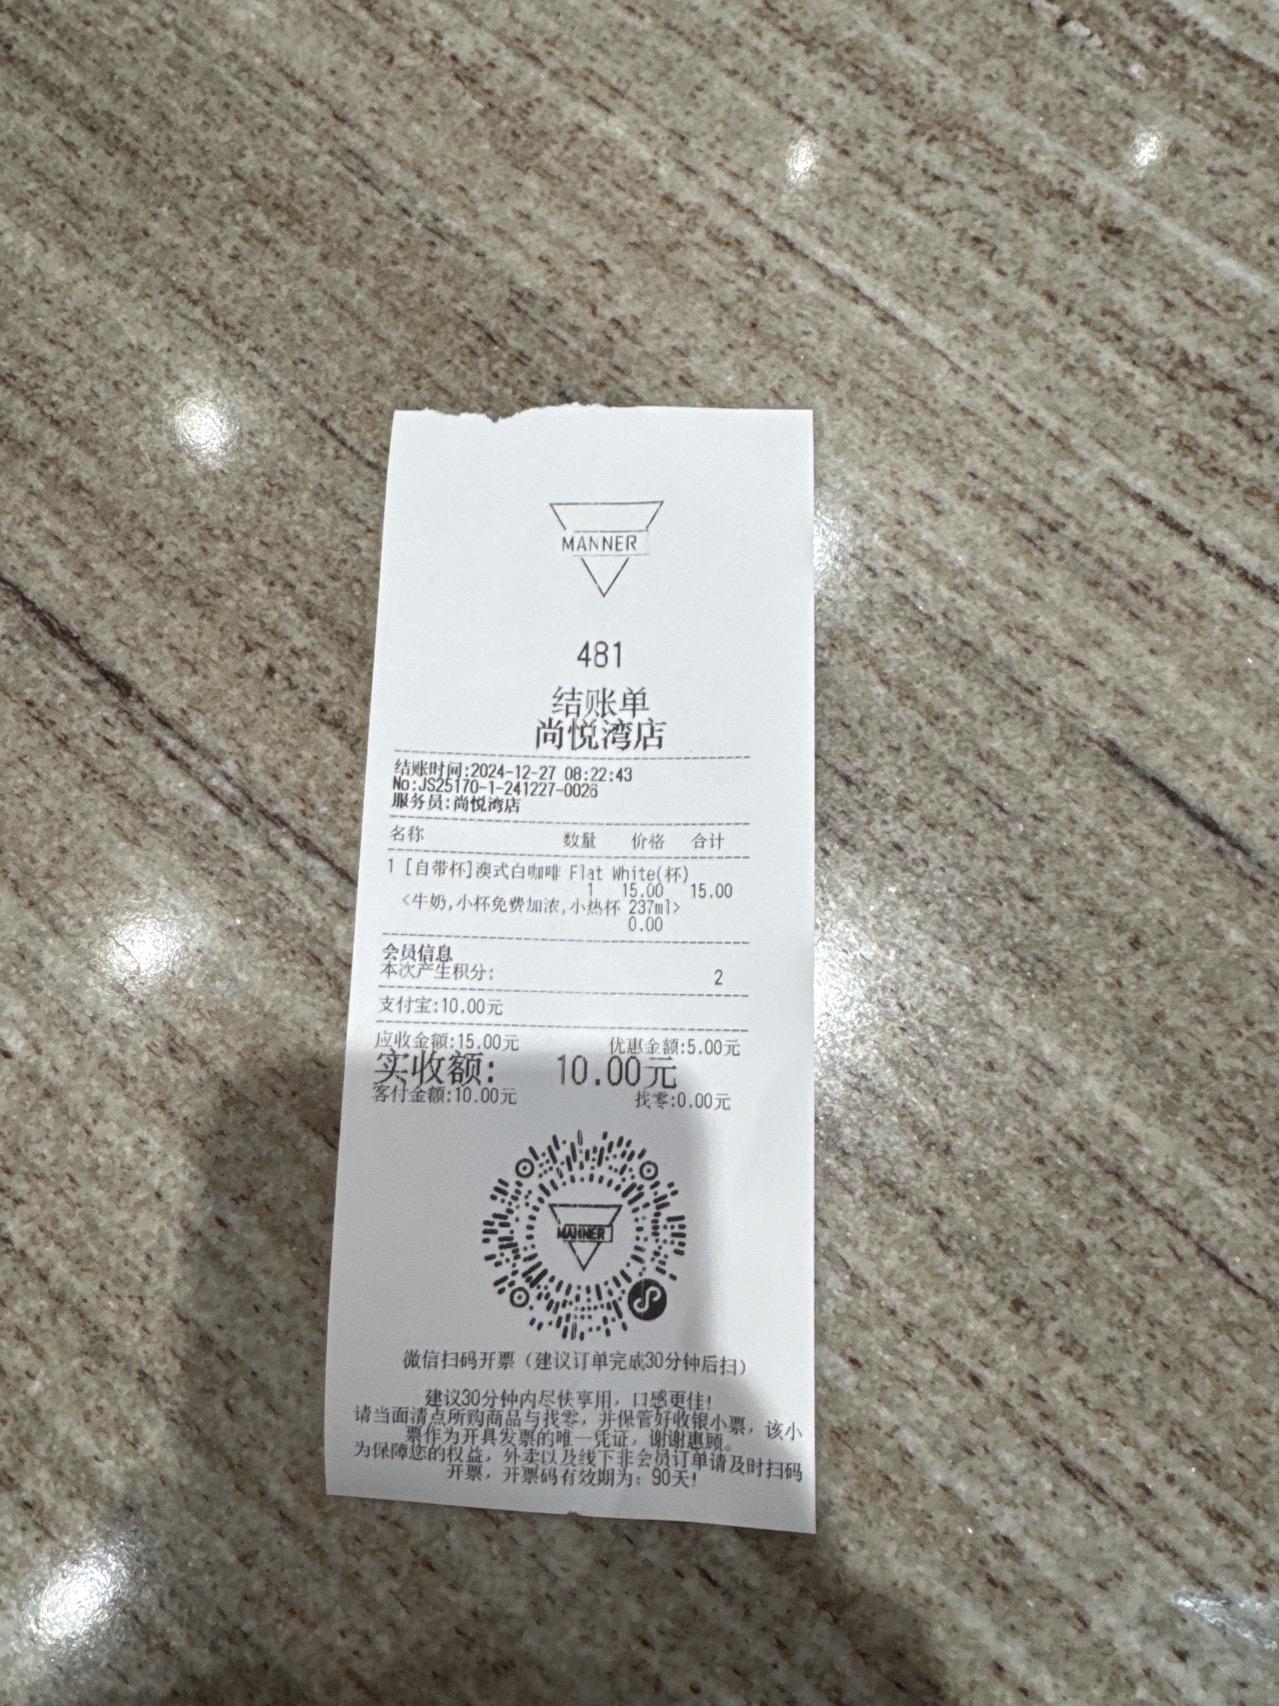 MANNER
481
结账单
尚悦湾店
结账时间:2024-12-27 08:22:43
No:JS25170-1-241227-0026
服务员:尚悦湾店
名称 数量 价格 合计
1 [自带杯]澳式白咖啡 Flat White(杯)
1 15.00 15.00
<牛奶,小杯免费加浓,小热杯 237ml>
0.00
会员信息
本次产生积分: 2
支付宝:10.00元
应收金额:15.00元 优惠金额:5.00元
实收额: 10.00元
客付金额:10.00元 找零:0.00元
MANNER
微信扫码开票（建议订单完成30分钟后扫）
建议30分钟内尽快享用，口感更佳!
请当面清点所购商品与找零，并保管好收银小票，该小
票作为开具发票的唯一凭证，谢谢惠顾。
为保障您的权益，外卖以及线下非会员订单请及时扫码
开票，开票码有效期为：90天!